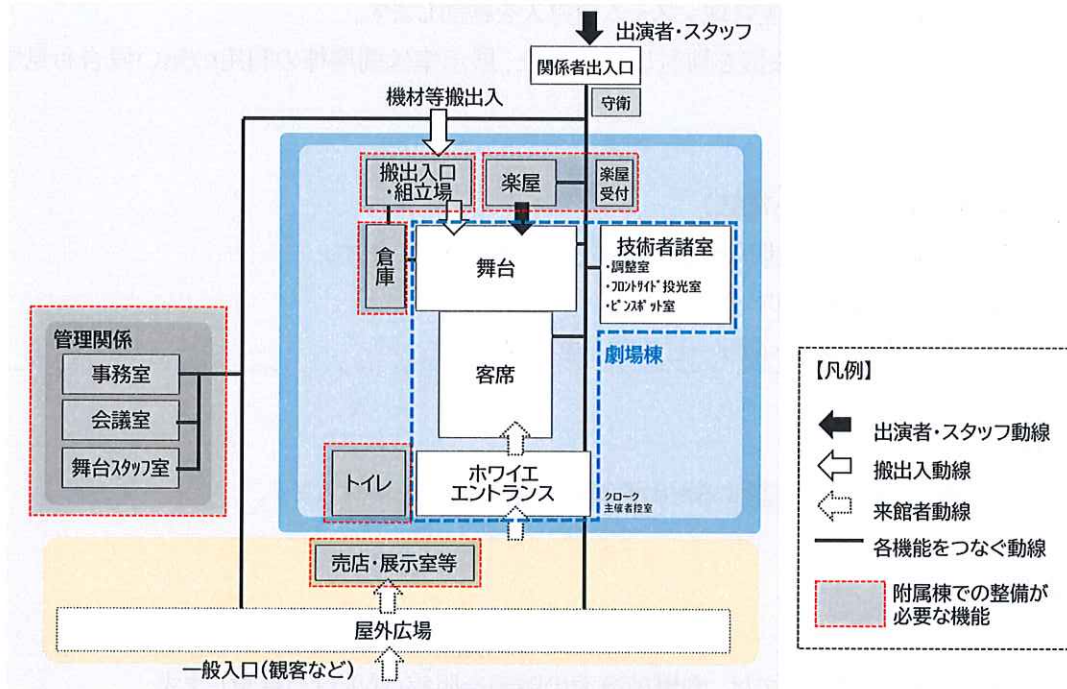 出演者・スタッフ
関係者出入口
守衛
機材等搬出入
搬出入口
・組立場
楽屋
楽屋
受付
倉庫
舞台
技術者諸室
・調整室
・フロントサイド投光室
・ピンスポット室
劇場棟
客席
管理関係
事務室
会議室
舞台スタッフ室
トイレ
ホワイエ
エントランス
クローク
主催者控室
売店・展示室等
屋外広場
一般入口(観客など)
【凡例】
出演者・スタッフ動線
搬出入動線
来館者動線
各機能をつなぐ動線
附属棟での整備が
必要な機能